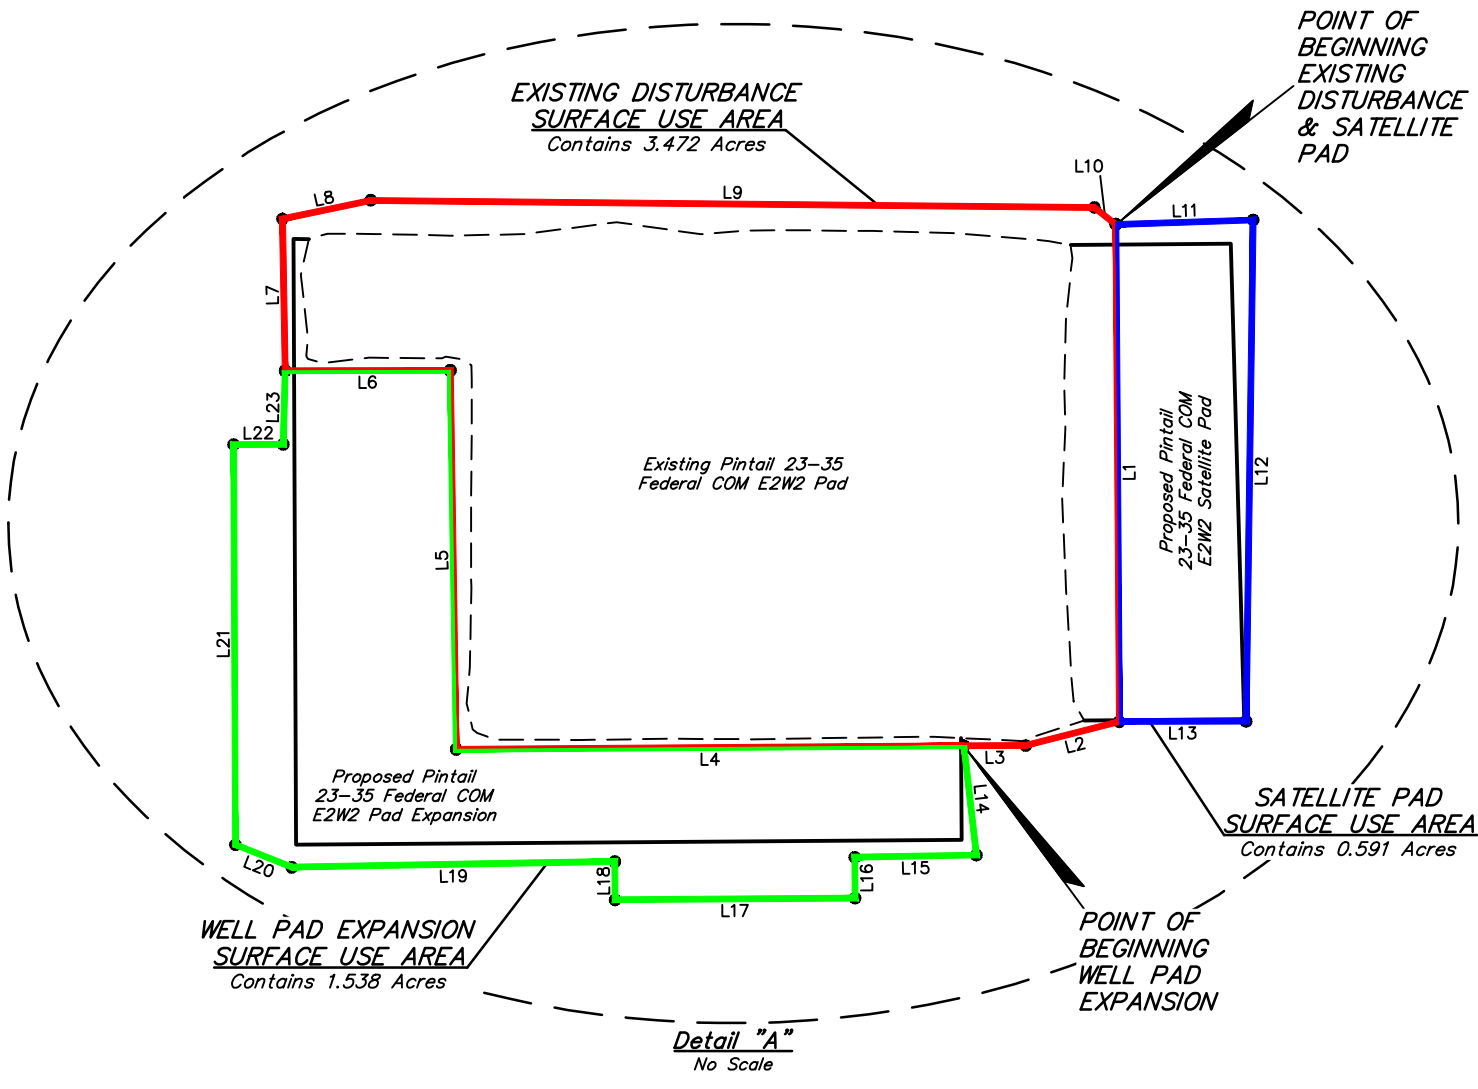 POINT OF
BEGINNING
EXISTING
DISTURBANCE
& SATELLITE
PAD
EXISTING DISTURBANCE
SURFACE USE AREA
Contains 3.472 Acres
L10
L8
L9
L11
L7
L6
L23
L22
Existing Pintail 23-35
Federal COM E2W2 Pad
L1
Proposed Pintail
23-35 Federal COM
E2W2 Satellite Pad
L12
L5
L21
L4
L3
L2
L13
Proposed Pintail
23-35 Federal COM
E2W2 Pad Expansion
L14
SATELLITE PAD
SURFACE USE AREA
Contains 0.591 Acres
L20
L19
L18
L17
L16
L15
WELL PAD EXPANSION
SURFACE USE AREA
Contains 1.538 Acres
POINT OF
BEGINNING
WELL PAD
EXPANSION
Detail "A"
No Scale